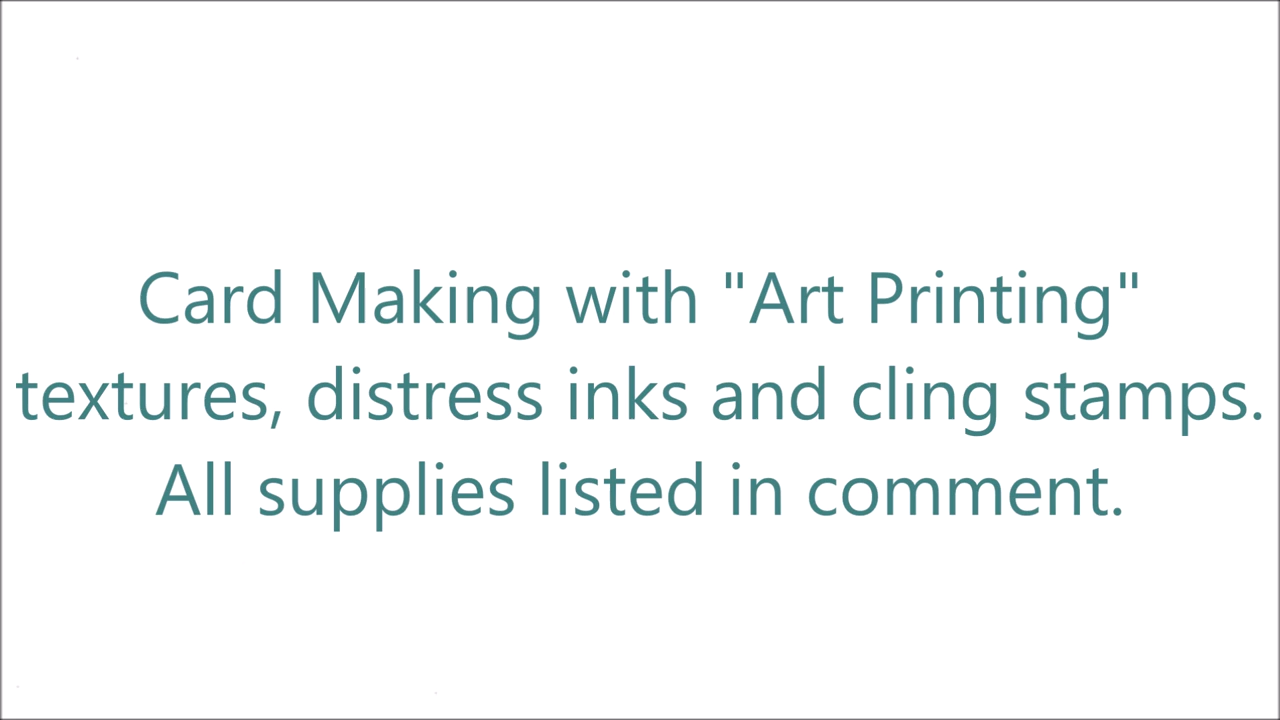 Card Making with "Art Printing"
textures, distress inks and cling stamps.
All supplies listed in comment.